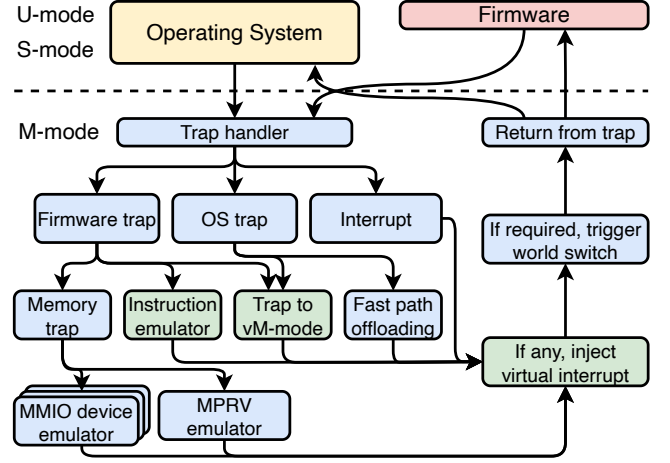 U-mode
S-mode
Operating System
Firmware
M-mode
Trap handler
Return from trap
Firmware trap
OS trap
Interrupt
If required, trigger
world switch
Memory
trap
Instruction
emulator
Trap to
vM-mode
Fast path
offloading
If any, inject
virtual interrupt
MMIO device
emulator
MPRV
emulator